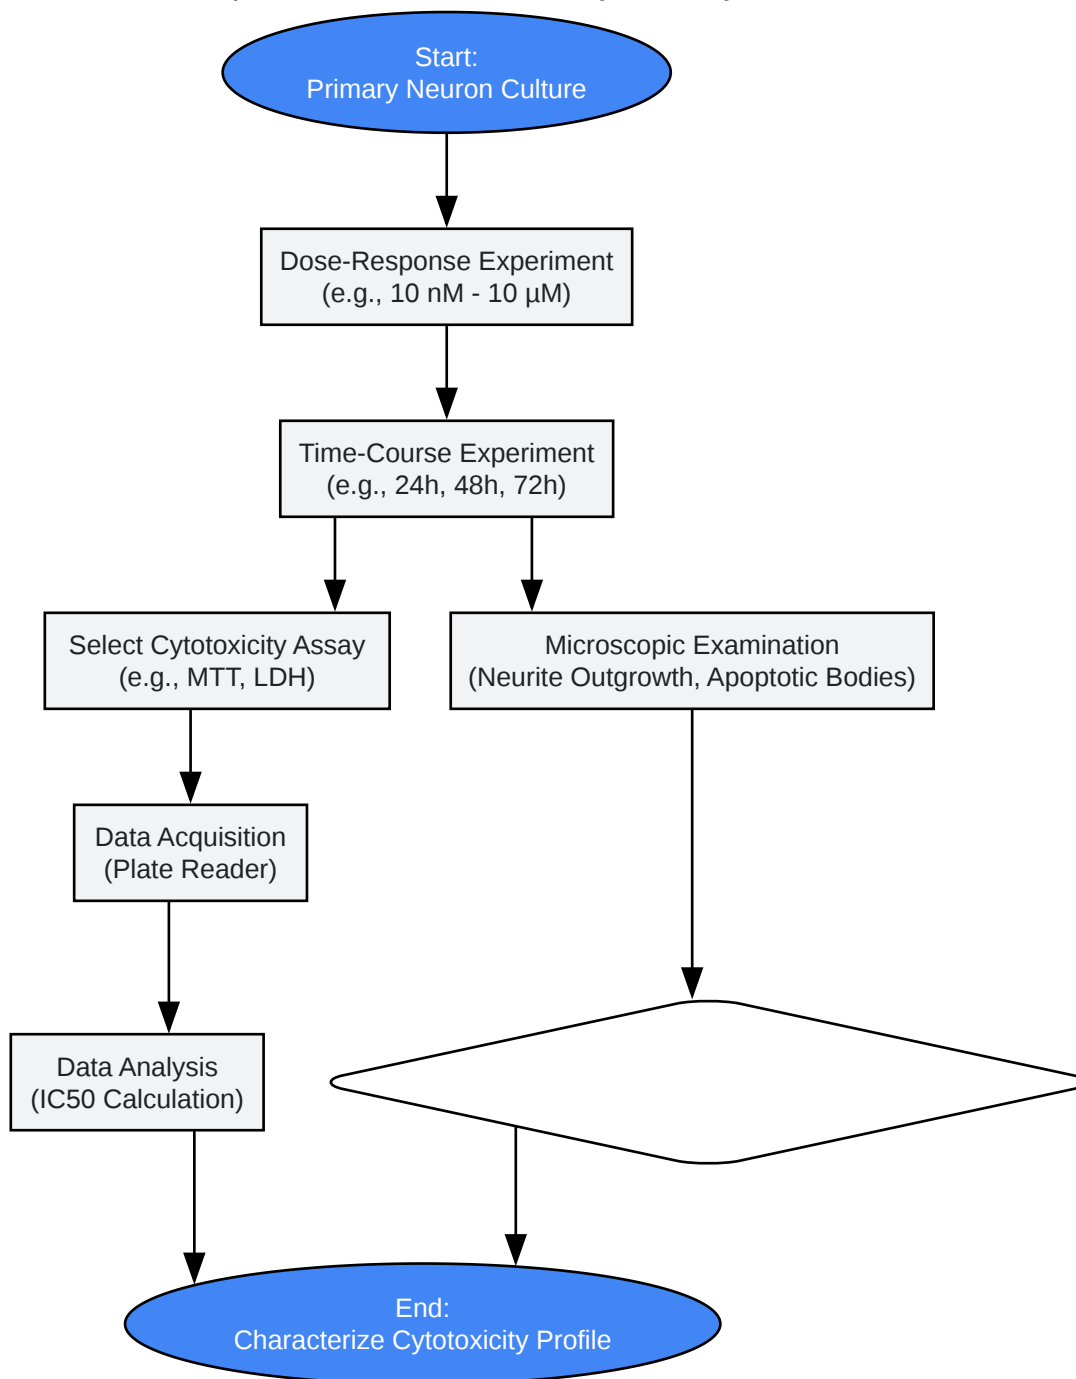 Start:
Primary Neuron Culture
Dose-Response Experiment
(e.g., 10 nM - 10 µM)
Time-Course Experiment
(e.g., 24h, 48h, 72h)
Select Cytotoxicity Assay
(e.g., MTT, LDH)
Microscopic Examination
(Neurite Outgrowth, Apoptotic Bodies)
Data Acquisition
(Plate Reader)
Data Analysis
(IC50 Calculation)
End:
Characterize Cytotoxicity Profile